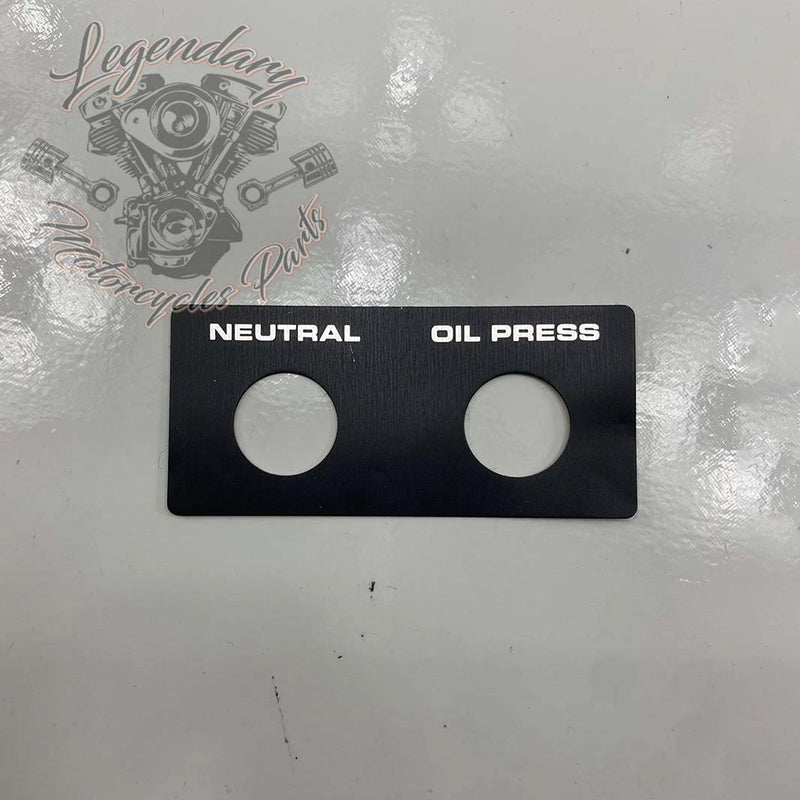 Legendary
Motorcycles Parts
NEUTRAL OIL PRESS